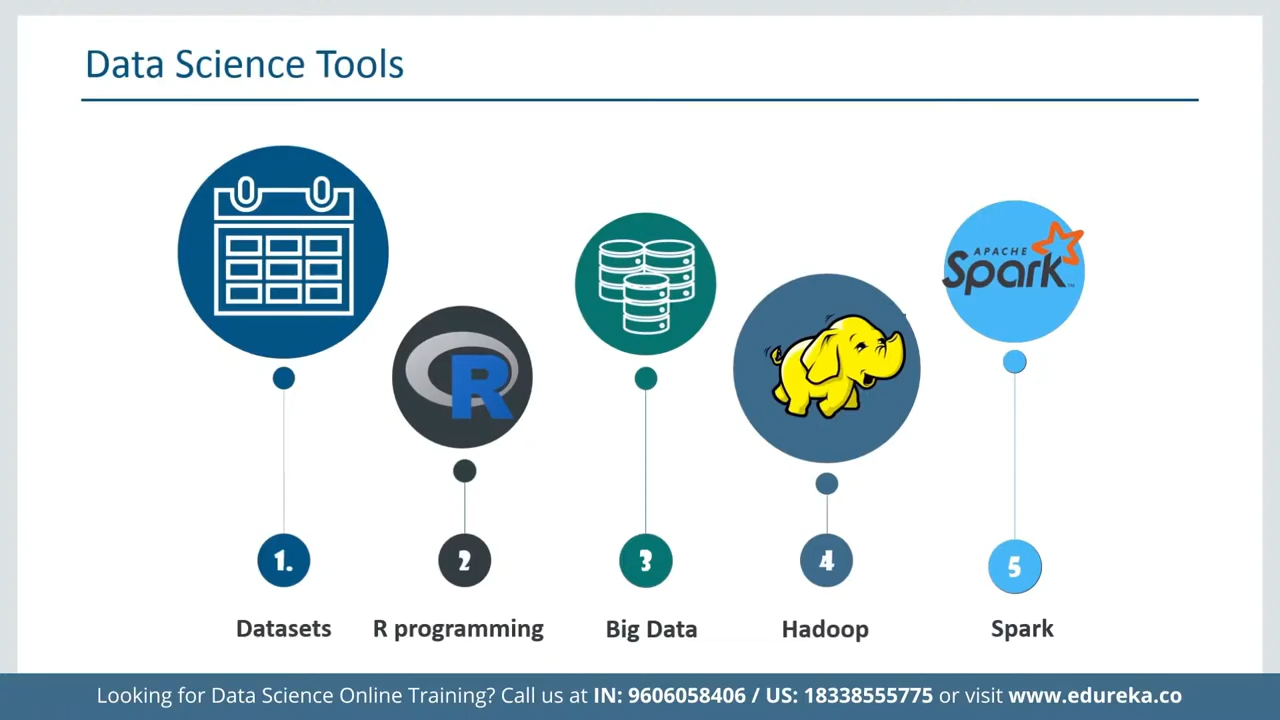 Data Science Tools
APACHE
Spark™
R
1.
2
3
4
5
Datasets
R programming
Big Data
Hadoop
Spark
Looking for Data Science Online Training? Call us at IN: 9606058406 / US: 18338555775 or visit www.edureka.co